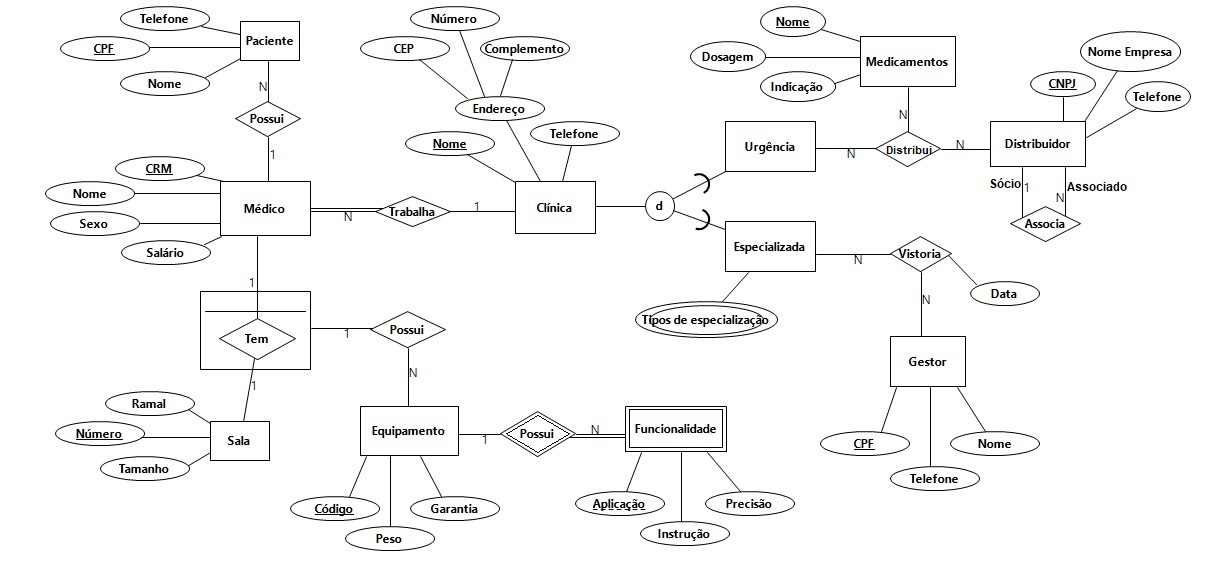 Telefone
CPF
Nome
Paciente
N
Possui
1
CRM
Nome
Sexo
Salário
Médico
N
Trabalha
1
Número
CEP
Complemento
Endereço
Nome
Telefone
Clínica
d
Urgência
Especializada
Tipos de especialização
Nome
Dosagem
Indicação
Medicamentos
N
N
Distribui
N
Nome Empresa
CNPJ
Telefone
Distribuidor
Sócio
1
N
Associado
Associa
N
Vistoria
Data
N
Gestor
CPF
Telefone
Nome
1
Tem
1
1
Possui
N
Ramal
Número
Tamanho
Sala
Equipamento
1
Possui
N
Funcionalidade
Código
Peso
Garantia
Aplicação
Instrução
Precisão